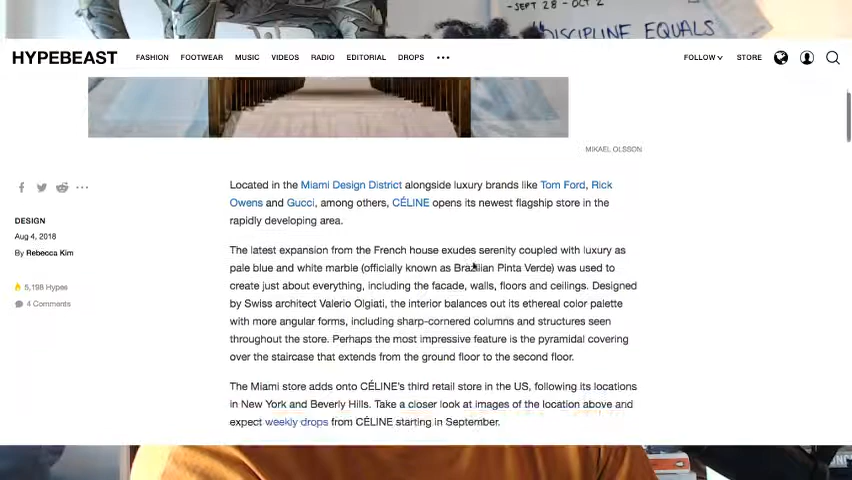 -SEPT 28 - OCT 2
DISCIPLINE EQUALS
HYPEBEAST FASHION FOOTWEAR MUSIC VIDEOS RADIO EDITORIAL DROPS ••• FOLLOW STORE
MIKAEL OLSSON
DESIGN
Aug 4, 2018
By Rebecca Kim
5,198 Hypes
4 Comments
Located in the Miami Design District alongside luxury brands like Tom Ford, Rick
Owens and Gucci, among others, CÉLINE opens its newest flagship store in the
rapidly developing area.
The latest expansion from the French house exudes serenity coupled with luxury as
pale blue and white marble (officially known as Brazilian Pinta Verde) was used to
create just about everything, including the facade, walls, floors and ceilings. Designed
by Swiss architect Valerio Olgiati, the interior balances out its ethereal color palette
with more angular forms, including sharp-cornered columns and structures seen
throughout the store. Perhaps the most impressive feature is the pyramidal covering
over the staircase that extends from the ground floor to the second floor.
The Miami store adds onto CÉLINE's third retail store in the US, following its locations
in New York and Beverly Hills. Take a closer look at images of the location above and
expect weekly drops from CÉLINE starting in September.